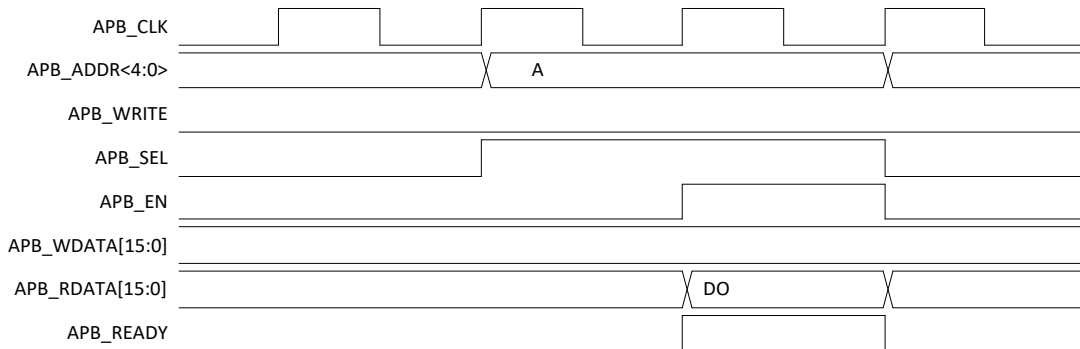 APB_CLK
APB_ADDR<4:0> A
APB_WRITE
APB_SEL
APB_EN
APB_WDATA[15:0]
APB_RDATA[15:0] DO
APB_READY